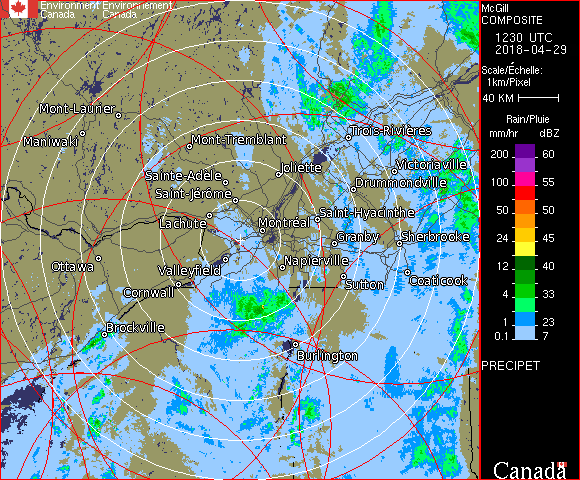 Environment Environnement
Canada Canada
Mont-Laurier
Maniwaki
Mont-Tremblant
Trois-Rivières
Sainte-Adèle
Joliette
Victoriaville
Saint-Jérôme
Drummondville
Lachute
Montréal
Saint-Hyacinthe
Granby
Sherbrooke
Ottawa
Valleyfield
Napierville
Cornwall
Sutton
Coaticook
Brockville
Burlington
McGill
COMPOSITE
1230 UTC
2018-04-29
Scale/Échelle:
1km/Pixel
40 KM
Rain/Pluie
mm/hr dBZ
200 60
100 55
50 50
24 45
12 40
4 33
1 23
0.1 7
PRECIPET
Canada